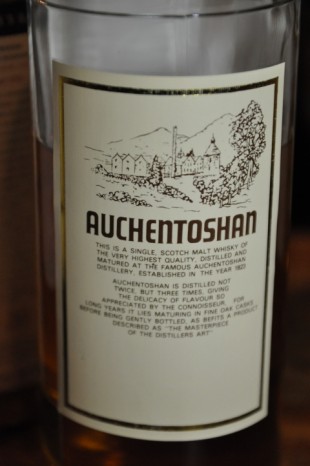 AUCHENTOSHAN
THIS IS A SINGLE, SCOTCH MALT WHISKY OF
THE VERY HIGHEST QUALITY, DISTILLED AND
MATURED AT THE FAMOUS AUCHENTOSHAN
DISTILLERY, ESTABLISHED IN THE YEAR 1821
AUCHENTOSHAN IS DISTILLED NOT
TWICE, BUT THREE TIMES, GIVING
THE DELICACY OF FLAVOUR SO
APPRECIATED BY THE CONNOISSEUR, FOR
LONG YEARS IT LIES MATURING IN FINE OAK CASKS
BEFORE BEING GENTLY BOTTLED, AS BEFITS A PRODUCT
DESCRIBED AS "THE MASTERPIECE
OF THE DISTILLERS ART"